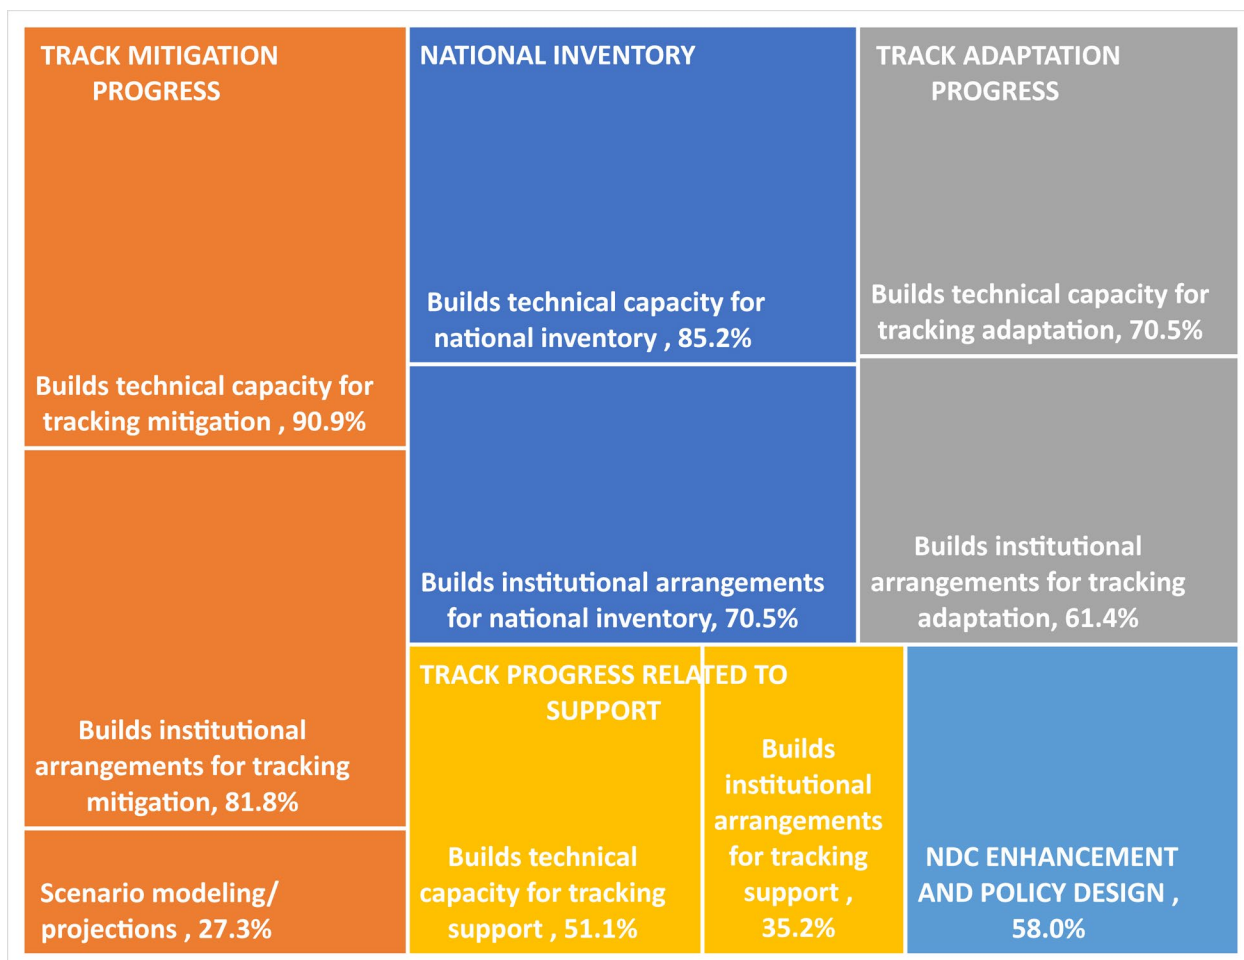 TRACK MITIGATION
PROGRESS
Builds technical capacity for
tracking mitigation , 90.9%
Builds institutional
arrangements for tracking
mitigation, 81.8%
Scenario modeling/
projections , 27.3%
NATIONAL INVENTORY
Builds technical capacity for
national inventory , 85.2%
Builds institutional arrangements
for national inventory, 70.5%
TRACK ADAPTATION
PROGRESS
Builds technical capacity for
tracking adaptation, 70.5%
Builds institutional
arrangements for tracking
adaptation, 61.4%
TRACK PROGRESS RELATED TO
SUPPORT
Builds technical
capacity for tracking
support , 51.1%
Builds
institutional
arrangements
for tracking
support ,
35.2%
NDC ENHANCEMENT
AND POLICY DESIGN ,
58.0%